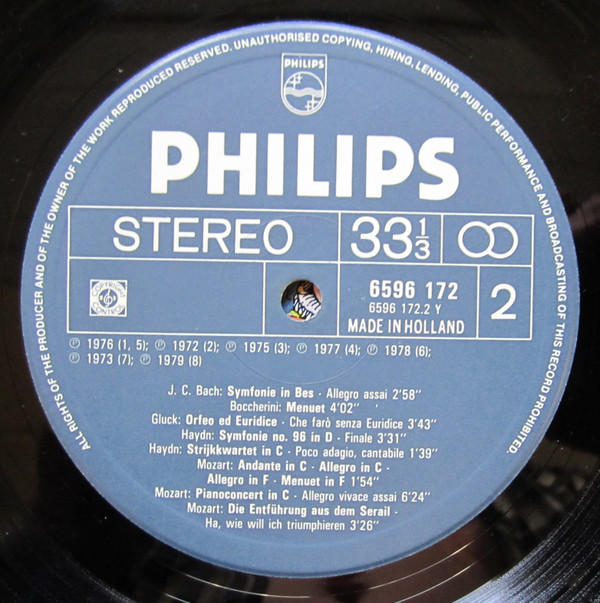 ALL RIGHTS OF THE PRODUCER AND OF THE OWNER OF THE WORK REPRODUCED RESERVED. UNAUTHORISED COPYING, HIRING, LENDING, PUBLIC PERFORMANCE AND BROADCASTING OF THIS RECORD PROHIBITED.
PHILIPS
PHILIPS
STEREO 33 1/3
6596 172
6596 172.2 Y
2
MADE IN HOLLAND
COPYRIGHT
CONTROL
℗ 1976 (1, 5); ℗ 1972 (2); ℗ 1975 (3); ℗ 1977 (4); ℗ 1978 (6);
℗ 1973 (7); ℗ 1979 (8)
J. C. Bach: Symfonie in Bes · Allegro assai 2'58"
Boccherini: Menuet 4'02"
Gluck: Orfeo ed Euridice · Che farò senza Euridice 3'43"
Haydn: Symfonie no. 96 in D · Finale 3'31"
Haydn: Strijkkwartet in C · Poco adagio, cantabile 1'39"
Mozart: Andante in C · Allegro in C ·
Allegro in F · Menuet in F 1'54"
Mozart: Pianoconcert in C · Allegro vivace assai 6'24"
Mozart: Die Entführung aus dem Serail ·
Ha, wie will ich triumphieren 3'26"